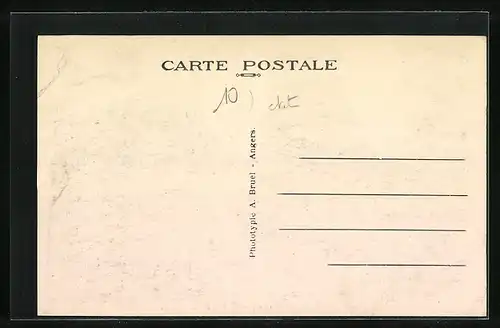 CARTE POSTALE
10
Phototypie A. Bruel - Angers.